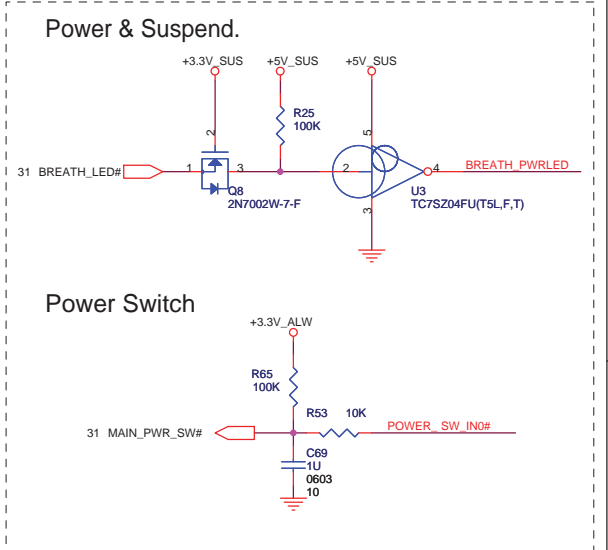 Power & Suspend.
+3.3V_SUS +5V_SUS +5V_SUS
R25
100K
2
5
31 BREATH_LED#
1
3
2
4
BREATH_PWRLED
Q8
2N7002W-7-F
U3
TC7SZ04FU(T5L,F,T)
3
Power Switch
+3.3V_ALW
R65
100K
R53 10K
31 MAIN_PWR_SW#
POWER_ SW_IN0#
C69
1U
0603
10